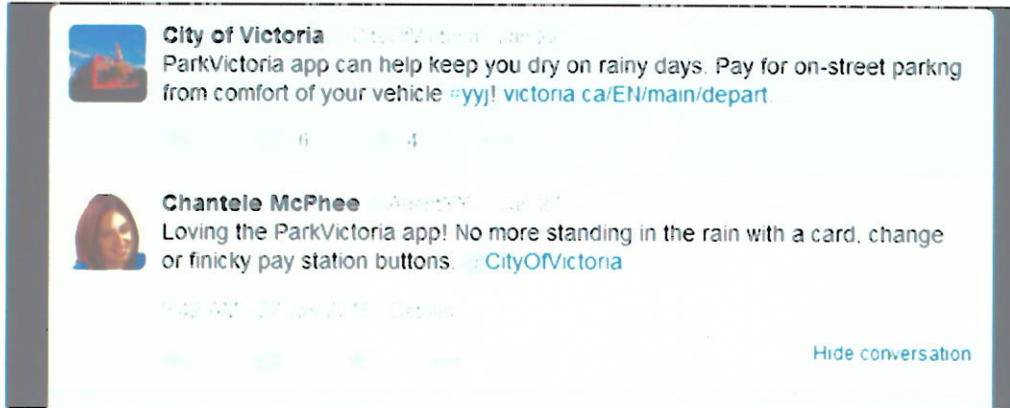 City of Victoria
ParkVictoria app can help keep you dry on rainy days. Pay for on-street parkng
from comfort of your vehicle #yyj! victoria ca/EN/main/depart
6 4
Chantele McPhee
Loving the ParkVictoria app! No more standing in the rain with a card, change
or finicky pay station buttons. CityOfVictoria
Hide conversation